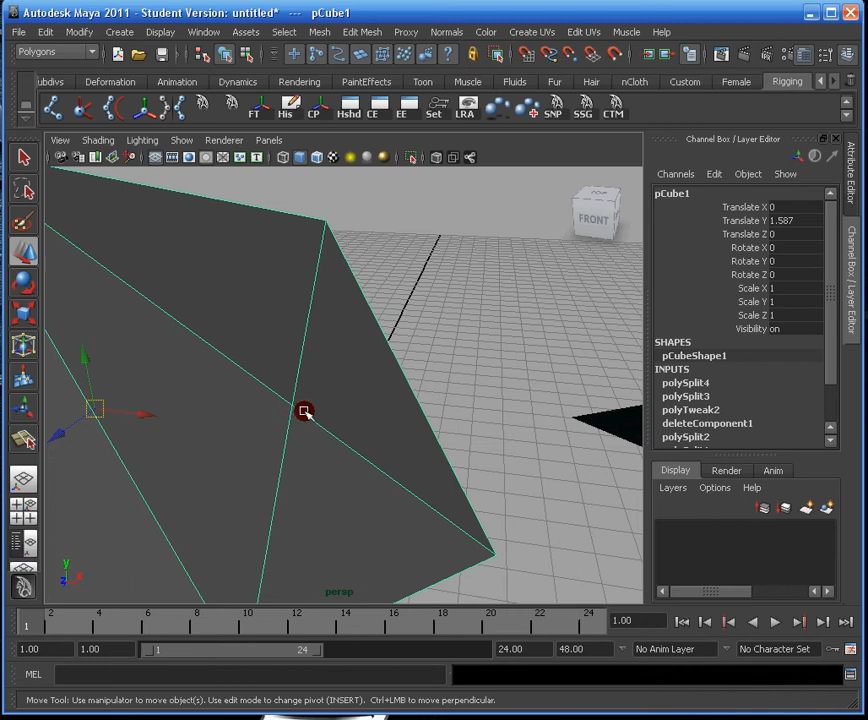 Autodesk Maya 2011 - Student Version: untitled* --- pCube1
File Edit Modify Create Display Window Assets Select Mesh Edit Mesh Proxy Normals Color Create UVs Edit UVs Muscle Help
Polygons
Deformation Animation Dynamics Rendering PaintEffects Toon Muscle Fluids Fur Hair nCloth Custom Female Rigging
FT His CP Hshd CE EE Set LRA SNP SSG CTM
View Shading Lighting Show Renderer Panels
Channel Box / Layer Editor
Channels Edit Object Show
pCube1
Translate X 0
Translate Y 1.587
Translate Z 0
Rotate X 0
Rotate Y 0
Rotate Z 0
Scale X 1
Scale Y 1
Scale Z 1
Visibility on
SHAPES
pCubeShape1
INPUTS
polySplit4
polySplit3
polyTweak2
deleteComponent1
polySplit2
Attribute Editor
Channel Box / Layer Editor
FRONT
Display Render Anim
Layers Options Help
y
z x
persp
2 4 6 8 10 12 14 16 18 20 22 24
1
1.00
1.00 1.00 1 24 24.00 48.00 No Anim Layer No Character Set
MEL
Move Tool: Use manipulator to move object(s). Use edit mode to change pivot (INSERT). Ctrl+LMB to move perpendicular.